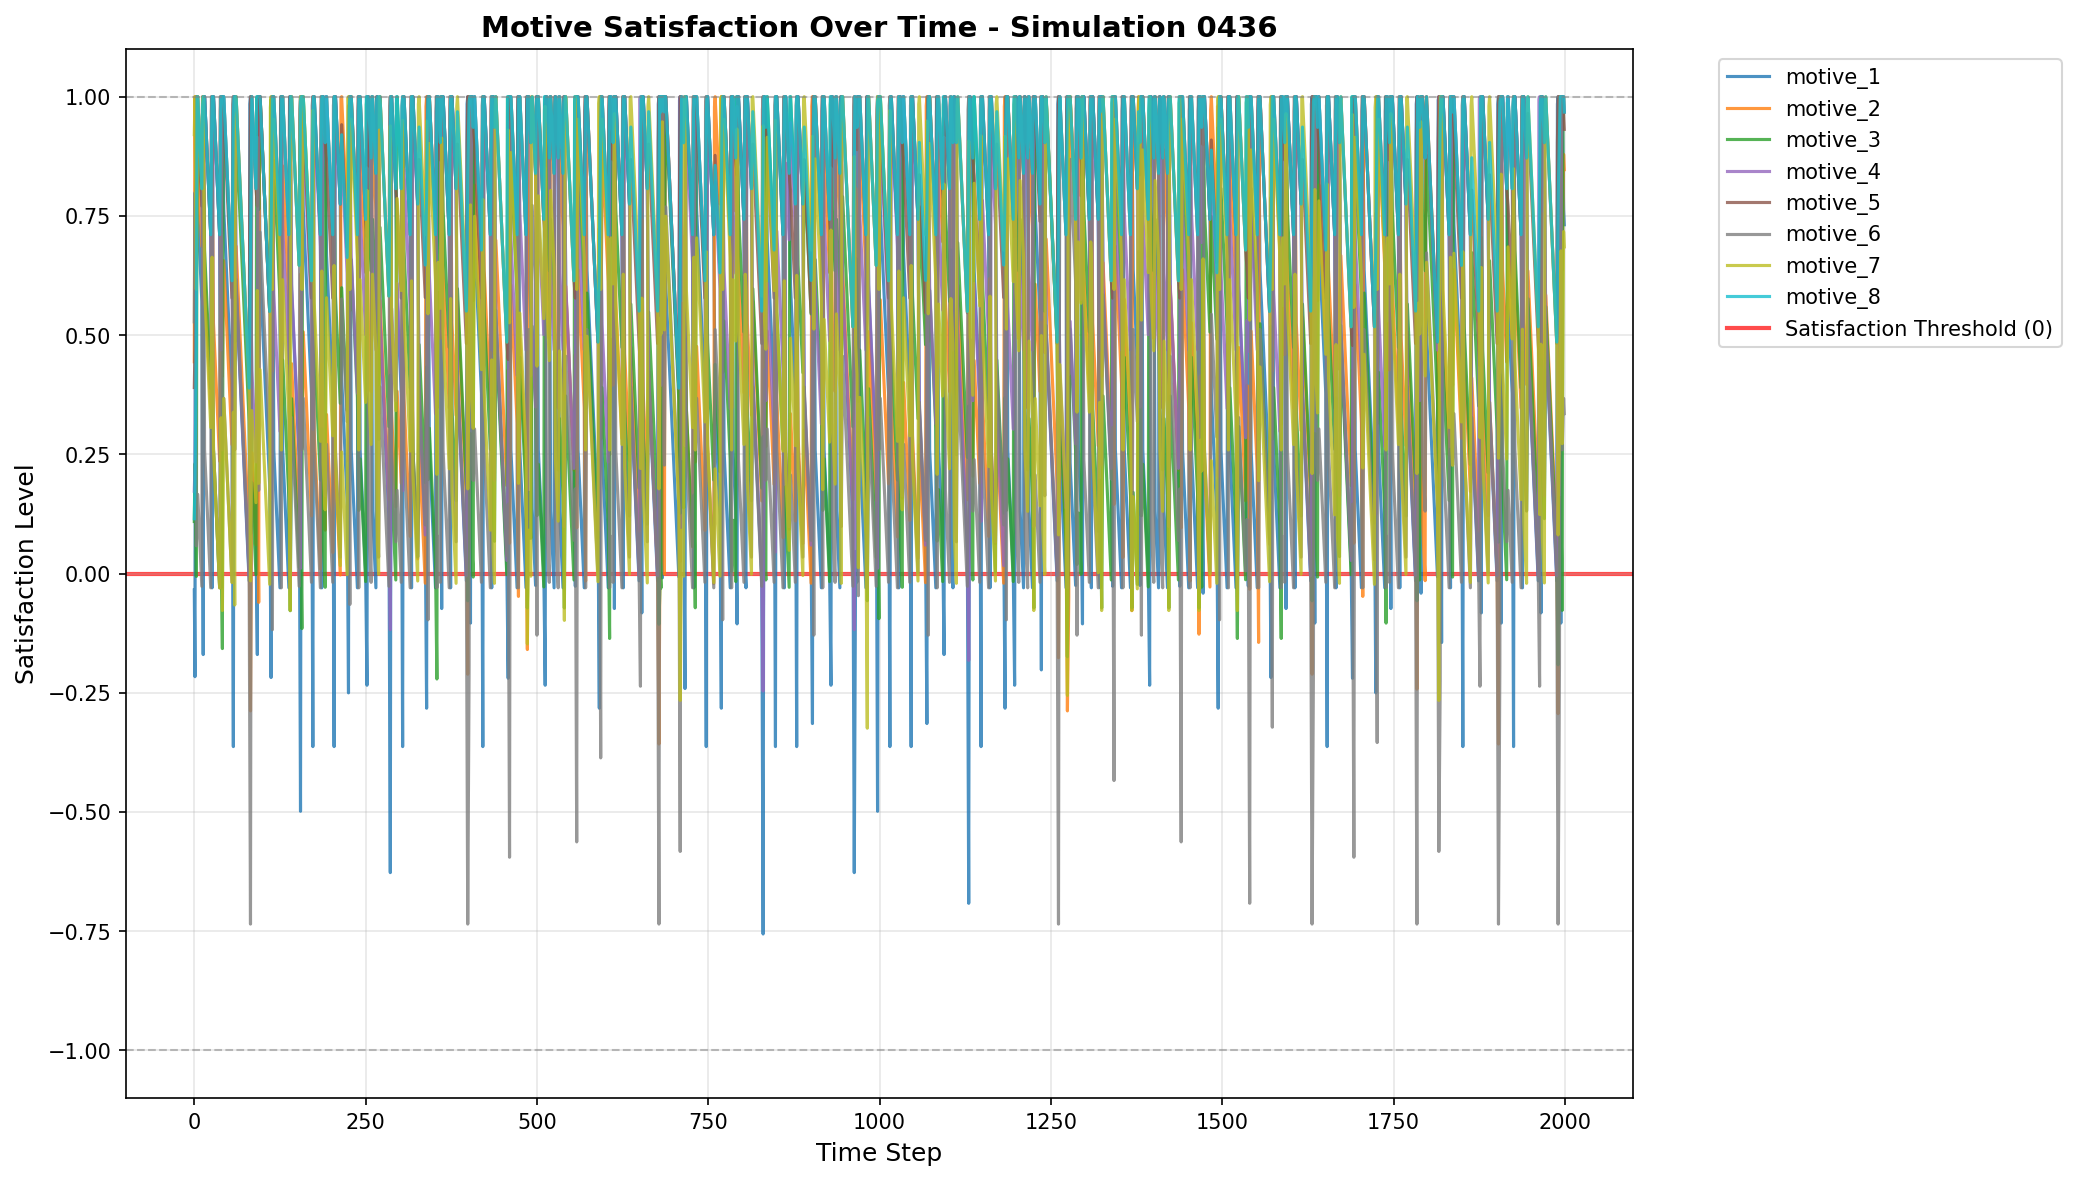 Motive Satisfaction Over Time - Simulation 0436
1.00
0.75
0.50
0.25
0.00
−0.25
−0.50
−0.75
−1.00
Satisfaction Level
0 250 500 750 1000 1250 1500 1750 2000
Time Step
motive_1
motive_2
motive_3
motive_4
motive_5
motive_6
motive_7
motive_8
Satisfaction Threshold (0)